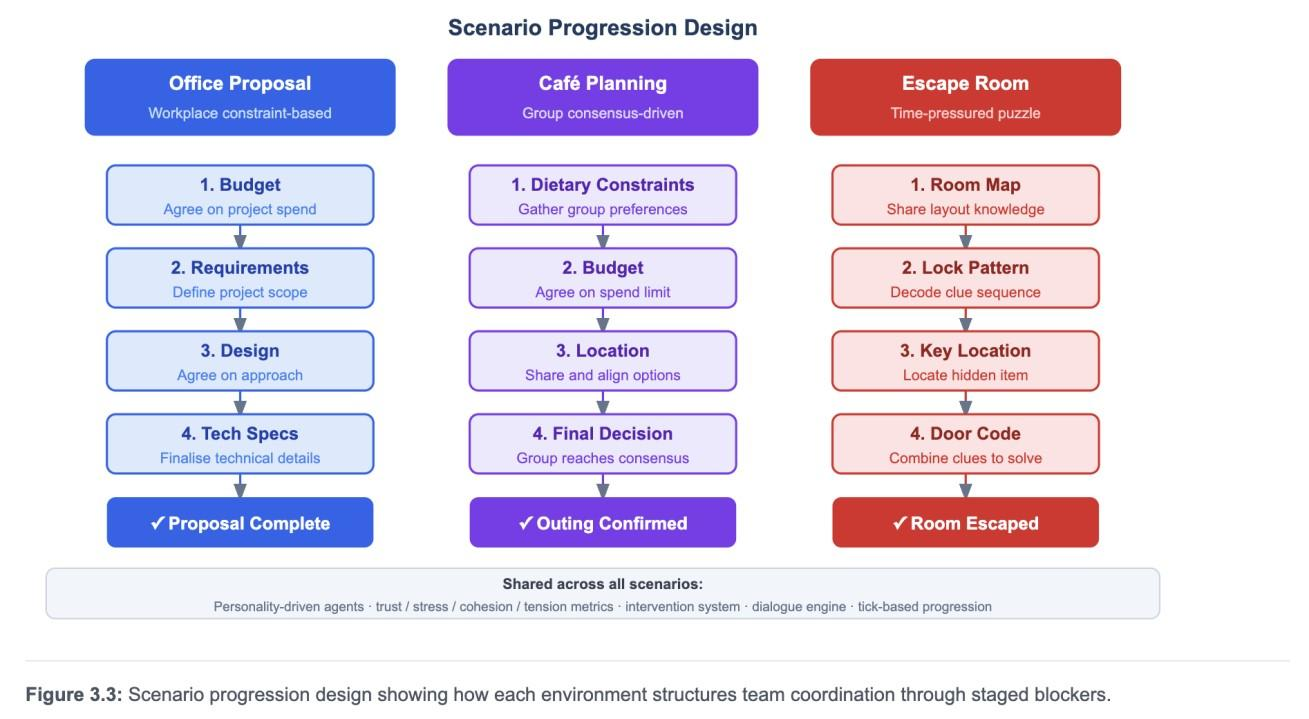 Scenario Progression Design
Office Proposal
Workplace constraint-based
1. Budget
Agree on project spend
2. Requirements
Define project scope
3. Design
Agree on approach
4. Tech Specs
Finalise technical details
✓ Proposal Complete
Café Planning
Group consensus-driven
1. Dietary Constraints
Gather group preferences
2. Budget
Agree on spend limit
3. Location
Share and align options
4. Final Decision
Group reaches consensus
✓ Outing Confirmed
Escape Room
Time-pressured puzzle
1. Room Map
Share layout knowledge
2. Lock Pattern
Decode clue sequence
3. Key Location
Locate hidden item
4. Door Code
Combine clues to solve
✓ Room Escaped
Shared across all scenarios:
Personality-driven agents · trust / stress / cohesion / tension metrics · intervention system · dialogue engine · tick-based progression
Figure 3.3: Scenario progression design showing how each environment structures team coordination through staged blockers.